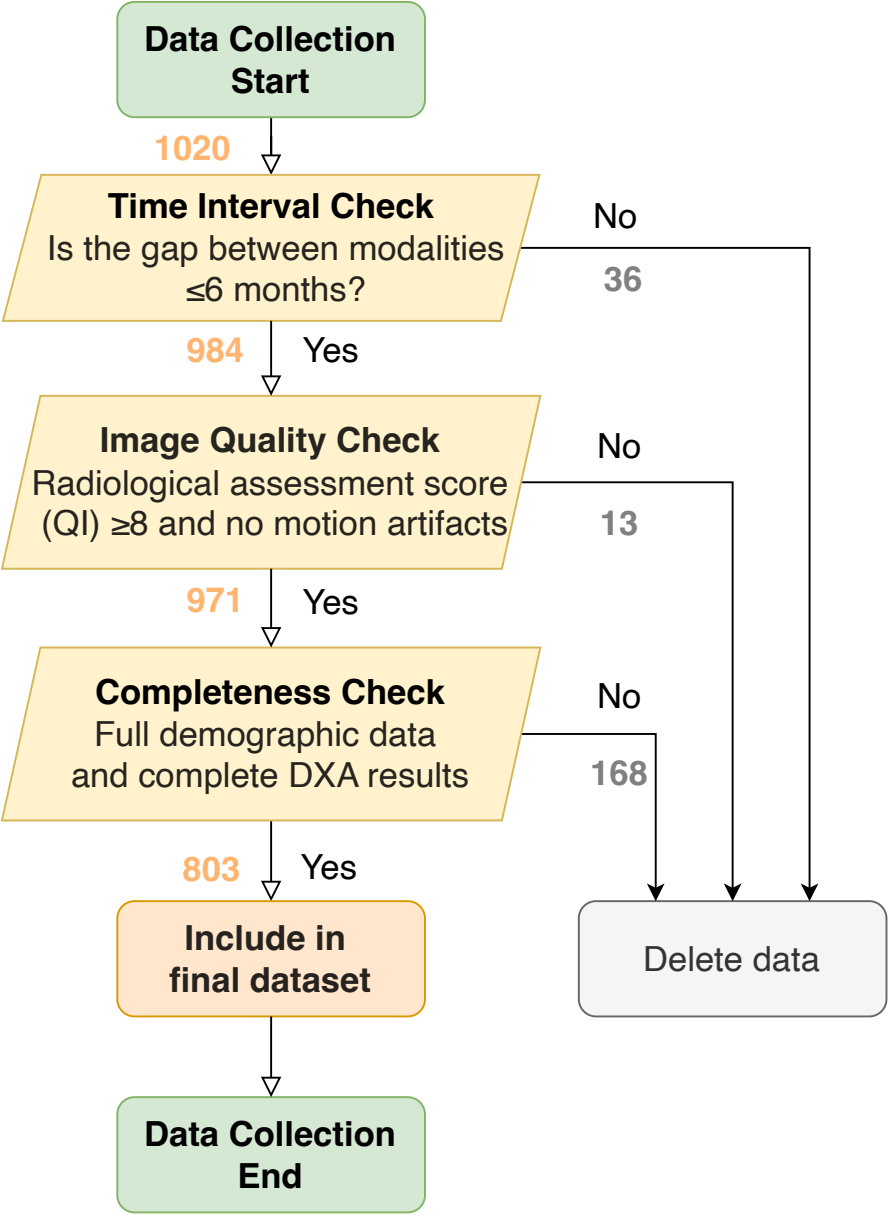 Data Collection
Start
1020
Time Interval Check
Is the gap between modalities
≤6 months?
No
36
984
Yes
Image Quality Check
Radiological assessment score
(QI) ≥8 and no motion artifacts
No
13
971
Yes
Completeness Check
Full demographic data
and complete DXA results
No
168
803
Yes
Include in
final dataset
Delete data
Data Collection
End